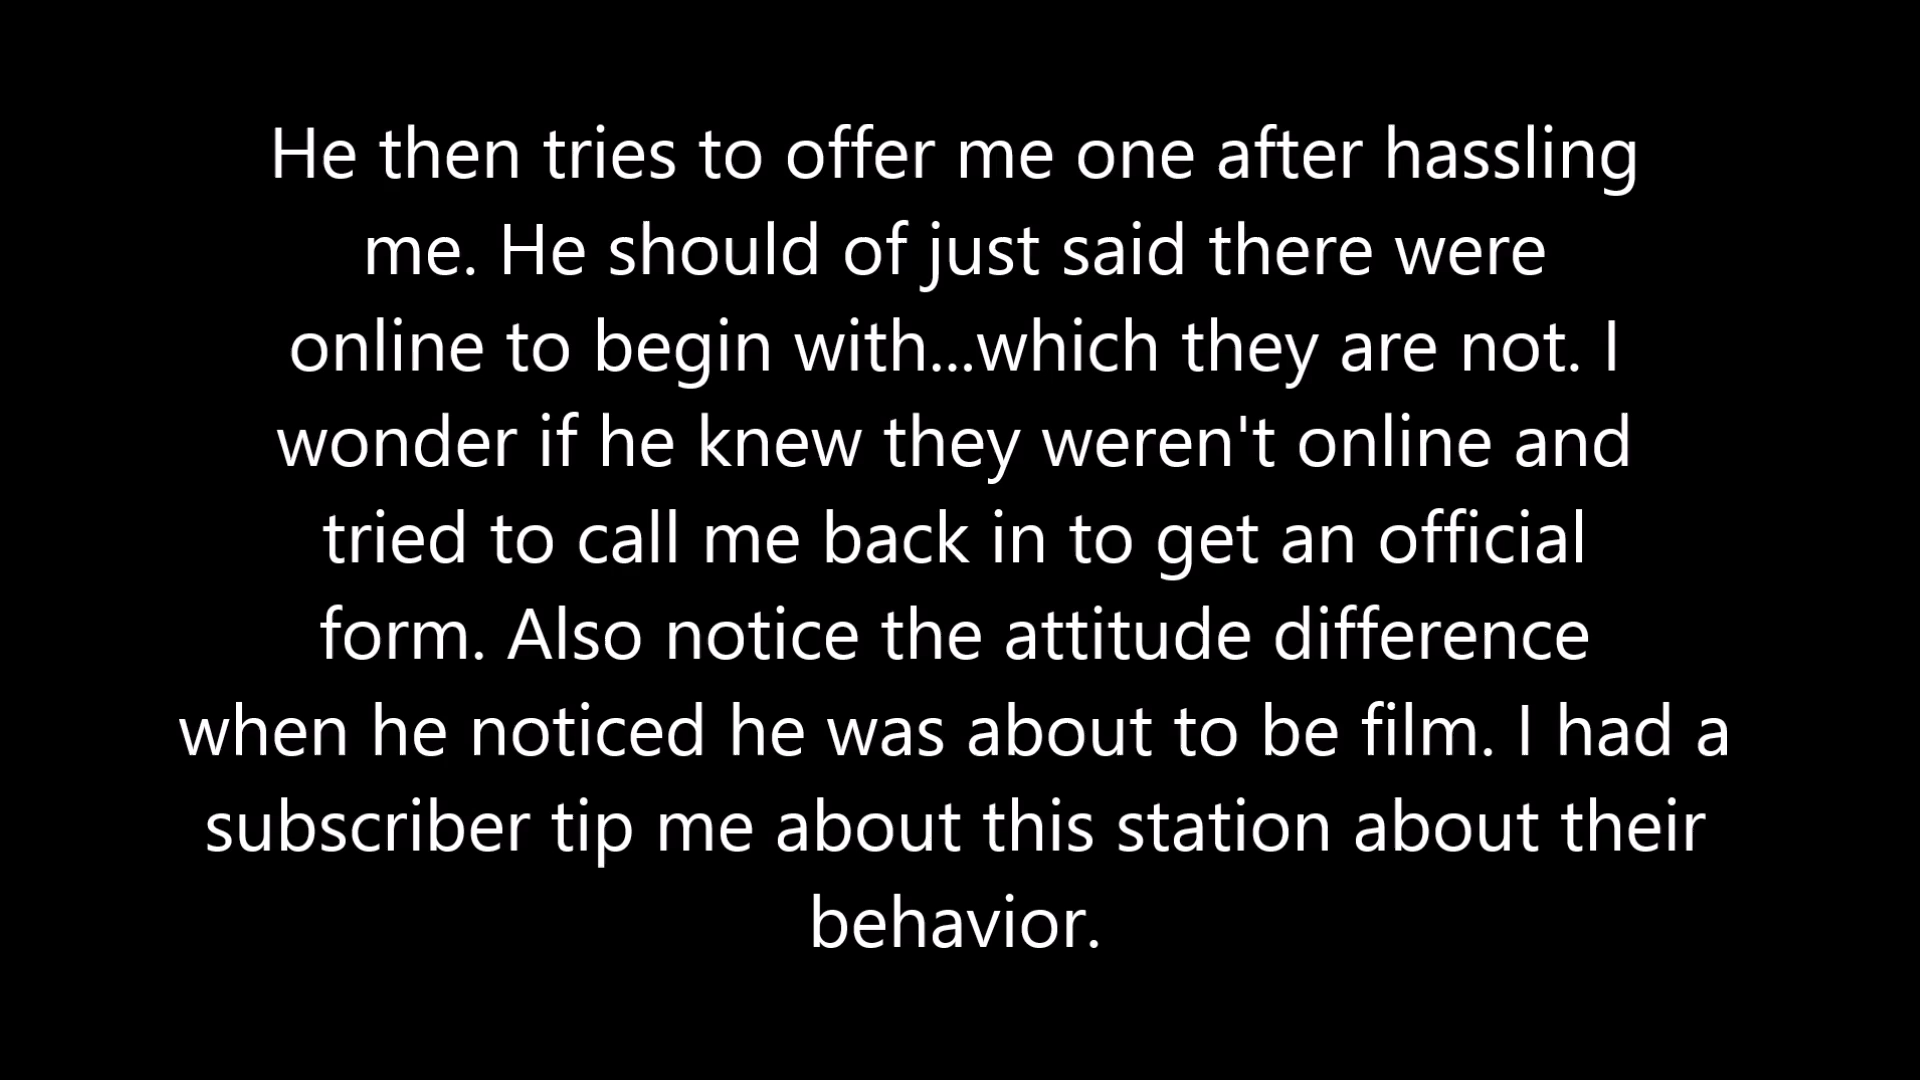 He then tries to offer me one after hassling
me. He should of just said there were
online to begin with...which they are not. I
wonder if he knew they weren't online and
tried to call me back in to get an official
form. Also notice the attitude difference
when he noticed he was about to be film. I had a
subscriber tip me about this station about their
behavior.